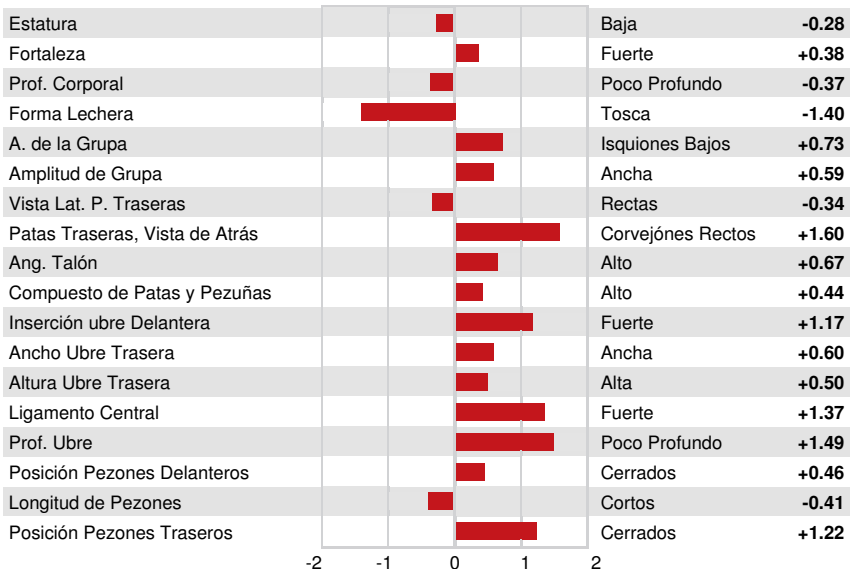 Estatura Baja -0.28
Fortaleza Fuerte +0.38
Prof. Corporal Poco Profundo -0.37
Forma Lechera Tosca -1.40
A. de la Grupa Isquiones Bajos +0.73
Amplitud de Grupa Ancha +0.59
Vista Lat. P. Traseras Rectas -0.34
Patas Traseras, Vista de Atrás Corvejónes Rectos +1.60
Ang. Talón Alto +0.67
Compuesto de Patas y Pezuñas Alto +0.44
Inserción ubre Delantera Fuerte +1.17
Ancho Ubre Trasera Ancha +0.60
Altura Ubre Trasera Alta +0.50
Ligamento Central Fuerte +1.37
Prof. Ubre Poco Profundo +1.49
Posición Pezones Delanteros Cerrados +0.46
Longitud de Pezones Cortos -0.41
Posición Pezones Traseros Cerrados +1.22
-2 -1 0 1 2